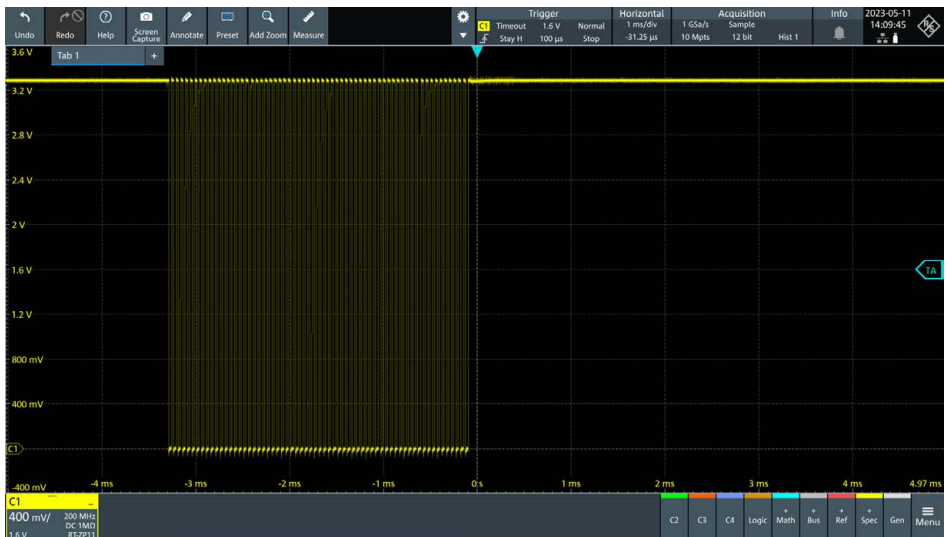 Undo
Redo
Help
Screen Capture
Annotate
Preset
Add Zoom
Measure
Trigger
C1 Timeout 1.6 V Normal
Stay H 100 µs Stop
Horizontal
1 ms/div
-31.25 µs
Acquisition
1 GSa/s Sample
10 Mpts 12 bit Hist 1
Info
2023-05-11
14:09:45
R S
Tab 1 +
3.6 V
3.2 V
2.8 V
2.4 V
2 V
1.6 V
TA
1.2 V
800 mV
400 mV
C1
-400 mV
-4 ms -3 ms -2 ms -1 ms 0 s 1 ms 2 ms 3 ms 4 ms 4.97 ms
C1
400 mV/ 200 MHz
DC 1MΩ
1.6 V RT-ZP11
C2 C3 C4 Logic Math Bus Ref Spec Gen Menu